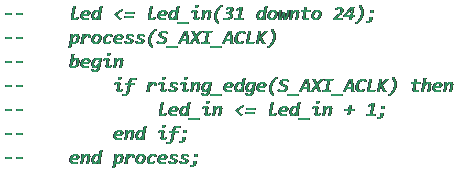 --    led <= led_in(31 downto 24);
--    process(S_AXI_ACLK)
--    begin
--        if rising_edge(S_AXI_ACLK) then
--            led_in <= led_in + 1;
--        end if;
--    end process;